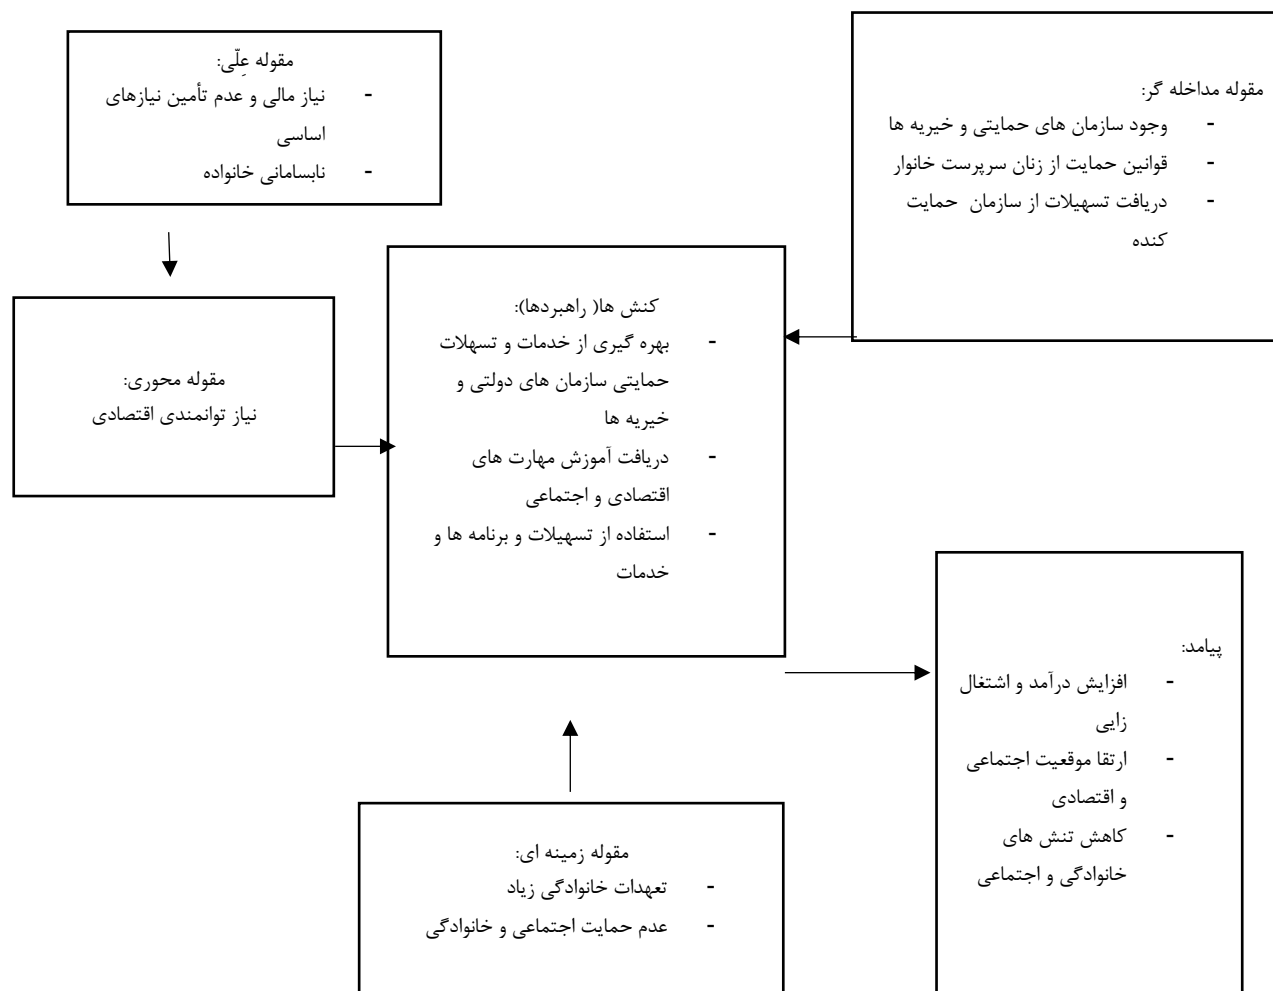 مقوله عِلّی:
- نیاز مالی و عدم تأمین نیازهای
اساسی
- نابسامانی خانواده
مقوله مداخله گر:
- وجود سازمان های حمایتی و خیریه ها
- قوانین حمایت از زنان سرپرست خانوار
- دریافت تسهیلات از سازمان حمایت
کنده
مقوله محوری:
نیاز توانمندی اقتصادی
کنش ها( راهبردها):
- بهره گیری از خدمات و تسهلات
حمایتی سازمان های دولتی و
خیریه ها
- دریافت آموزش مهارت های
اقتصادی و اجتماعی
- استفاده از تسهیلات و برنامه ها و
خدمات
پیامد:
- افزایش درآمد و اشتغال
زایی
- ارتقا موقعیت اجتماعی
و اقتصادی
- کاهش تنش های
خانوادگی و اجتماعی
مقوله زمینه ای:
- تعهدات خانوادگی زیاد
- عدم حمایت اجتماعی و خانوادگی